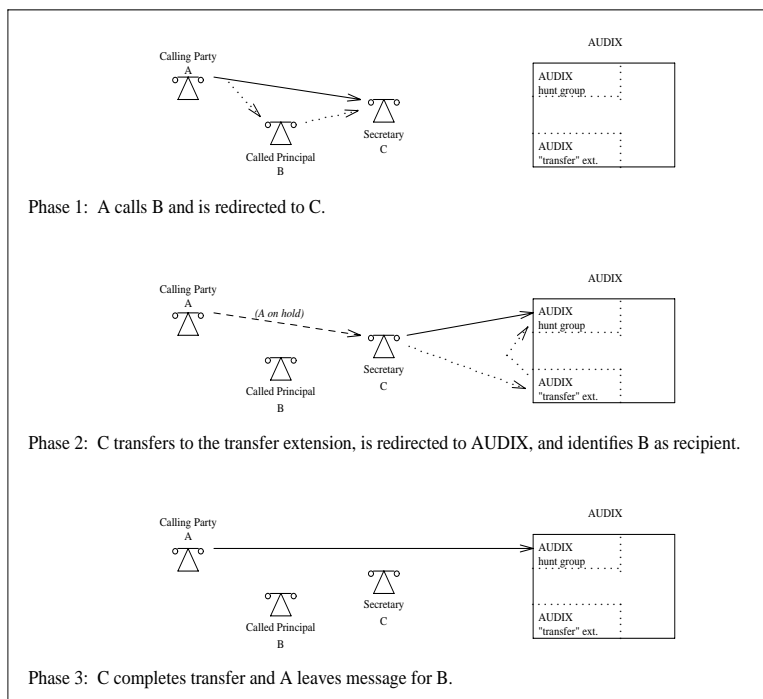 AUDIX
Calling Party
A
AUDIX
hunt group
Secretary
C
Called Principal
B
AUDIX
"transfer" ext.
Phase 1: A calls B and is redirected to C.
AUDIX
Calling Party
A
(A on hold)
AUDIX
hunt group
Secretary
C
Called Principal
B
AUDIX
"transfer" ext.
Phase 2: C transfers to the transfer extension, is redirected to AUDIX, and identifies B as recipient.
AUDIX
Calling Party
A
AUDIX
hunt group
Secretary
C
Called Principal
B
AUDIX
"transfer" ext.
Phase 3: C completes transfer and A leaves message for B.